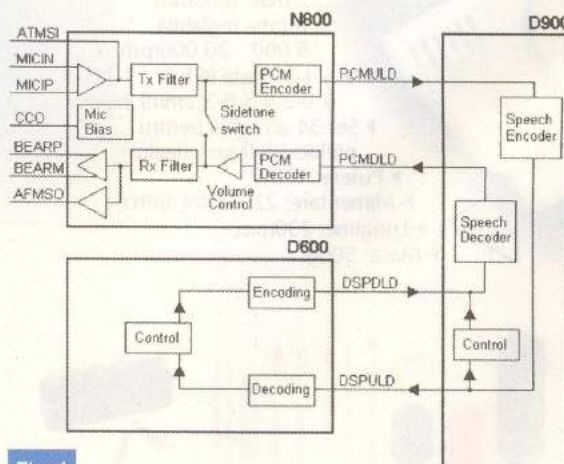 N800
D900
ATMSI
MICIN
MICIP
CCO
BEARP
BEARM
AFMSO
Tx Filter
PCM
Encoder
Mic
Bias
Sidetone
switch
Rx Filter
PCM
Decoder
Volume
Control
PCMULD
PCMDLD
Speech
Encoder
Speech
Decoder
D600
Encoding
Control
Decoding
DSPDLD
DSPULD
Control